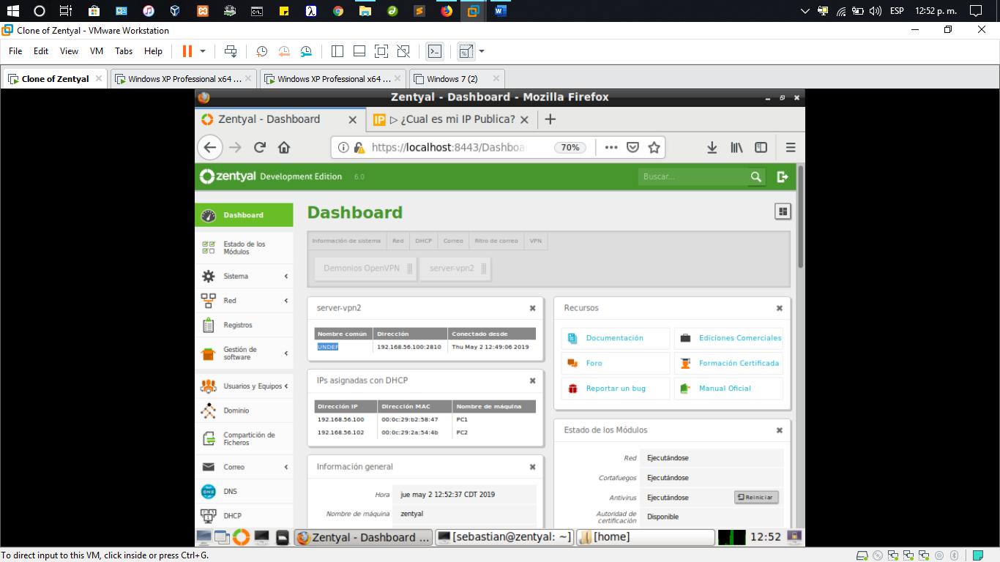 ESP 12:52 p. m.
Clone of Zentyal - VMware Workstation
File Edit View VM Tabs Help
Clone of Zentyal Windows XP Professional x64 ... Windows XP Professional x64 ... Windows 7 (2)
Zentyal - Dashboard - Mozilla Firefox
Zentyal - Dashboard IP ▷ ¿Cual es mi IP Publica?
https://localhost:8443/Dashboa 70%
zentyal Development Edition 6.0 Buscar...
Dashboard
Estado de los
Módulos
Sistema
Red
Registros
Gestión de
software
Usuarios y Equipos
Dominio
Compartición de
Ficheros
Correo
DNS
DHCP
Dashboard
Información de sistema Red DHCP Correo filtro de correo VPN
Demonios OpenVPN server-vpn2
server-vpn2
Nombre común Dirección Conectado desde
UNDEF 192.168.56.100:2810 Thu May 2 12:49:06 2019
IPs asignadas con DHCP
Dirección IP Dirección MAC Nombre de máquina
192.168.56.100 00:0c:29:b2:58:47 PC1
192.168.56.102 00:0c:29:2a:54:4b PC2
Información general
Hora jue may 2 12:52:37 CDT 2019
Nombre de máquina zentyal
Recursos
Documentación Ediciones Comerciales
Foro Formación Certificada
Reportar un bug Manual Oficial
Estado de los Módulos
Red Ejecutándose
Cortafuegos Ejecutándose
Antivirus Ejecutándose Reiniciar
Autoridad de
certificación Disponible
Zentyal - Dashboard ... [sebastian@zentyal: ~] [home] 12:52
To direct input to this VM, click inside or press Ctrl+G.